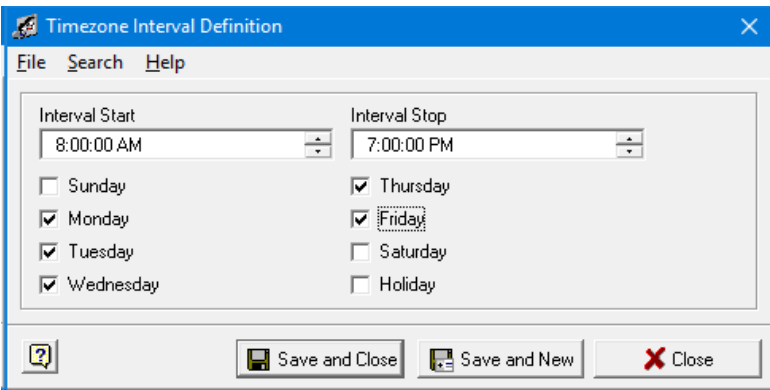 Timezone Interval Definition
File Search Help
Interval Start Interval Stop
8:00:00 AM 7:00:00 PM
Sunday Thursday
Monday Friday
Tuesday Saturday
Wednesday Holiday
? Save and Close Save and New Close